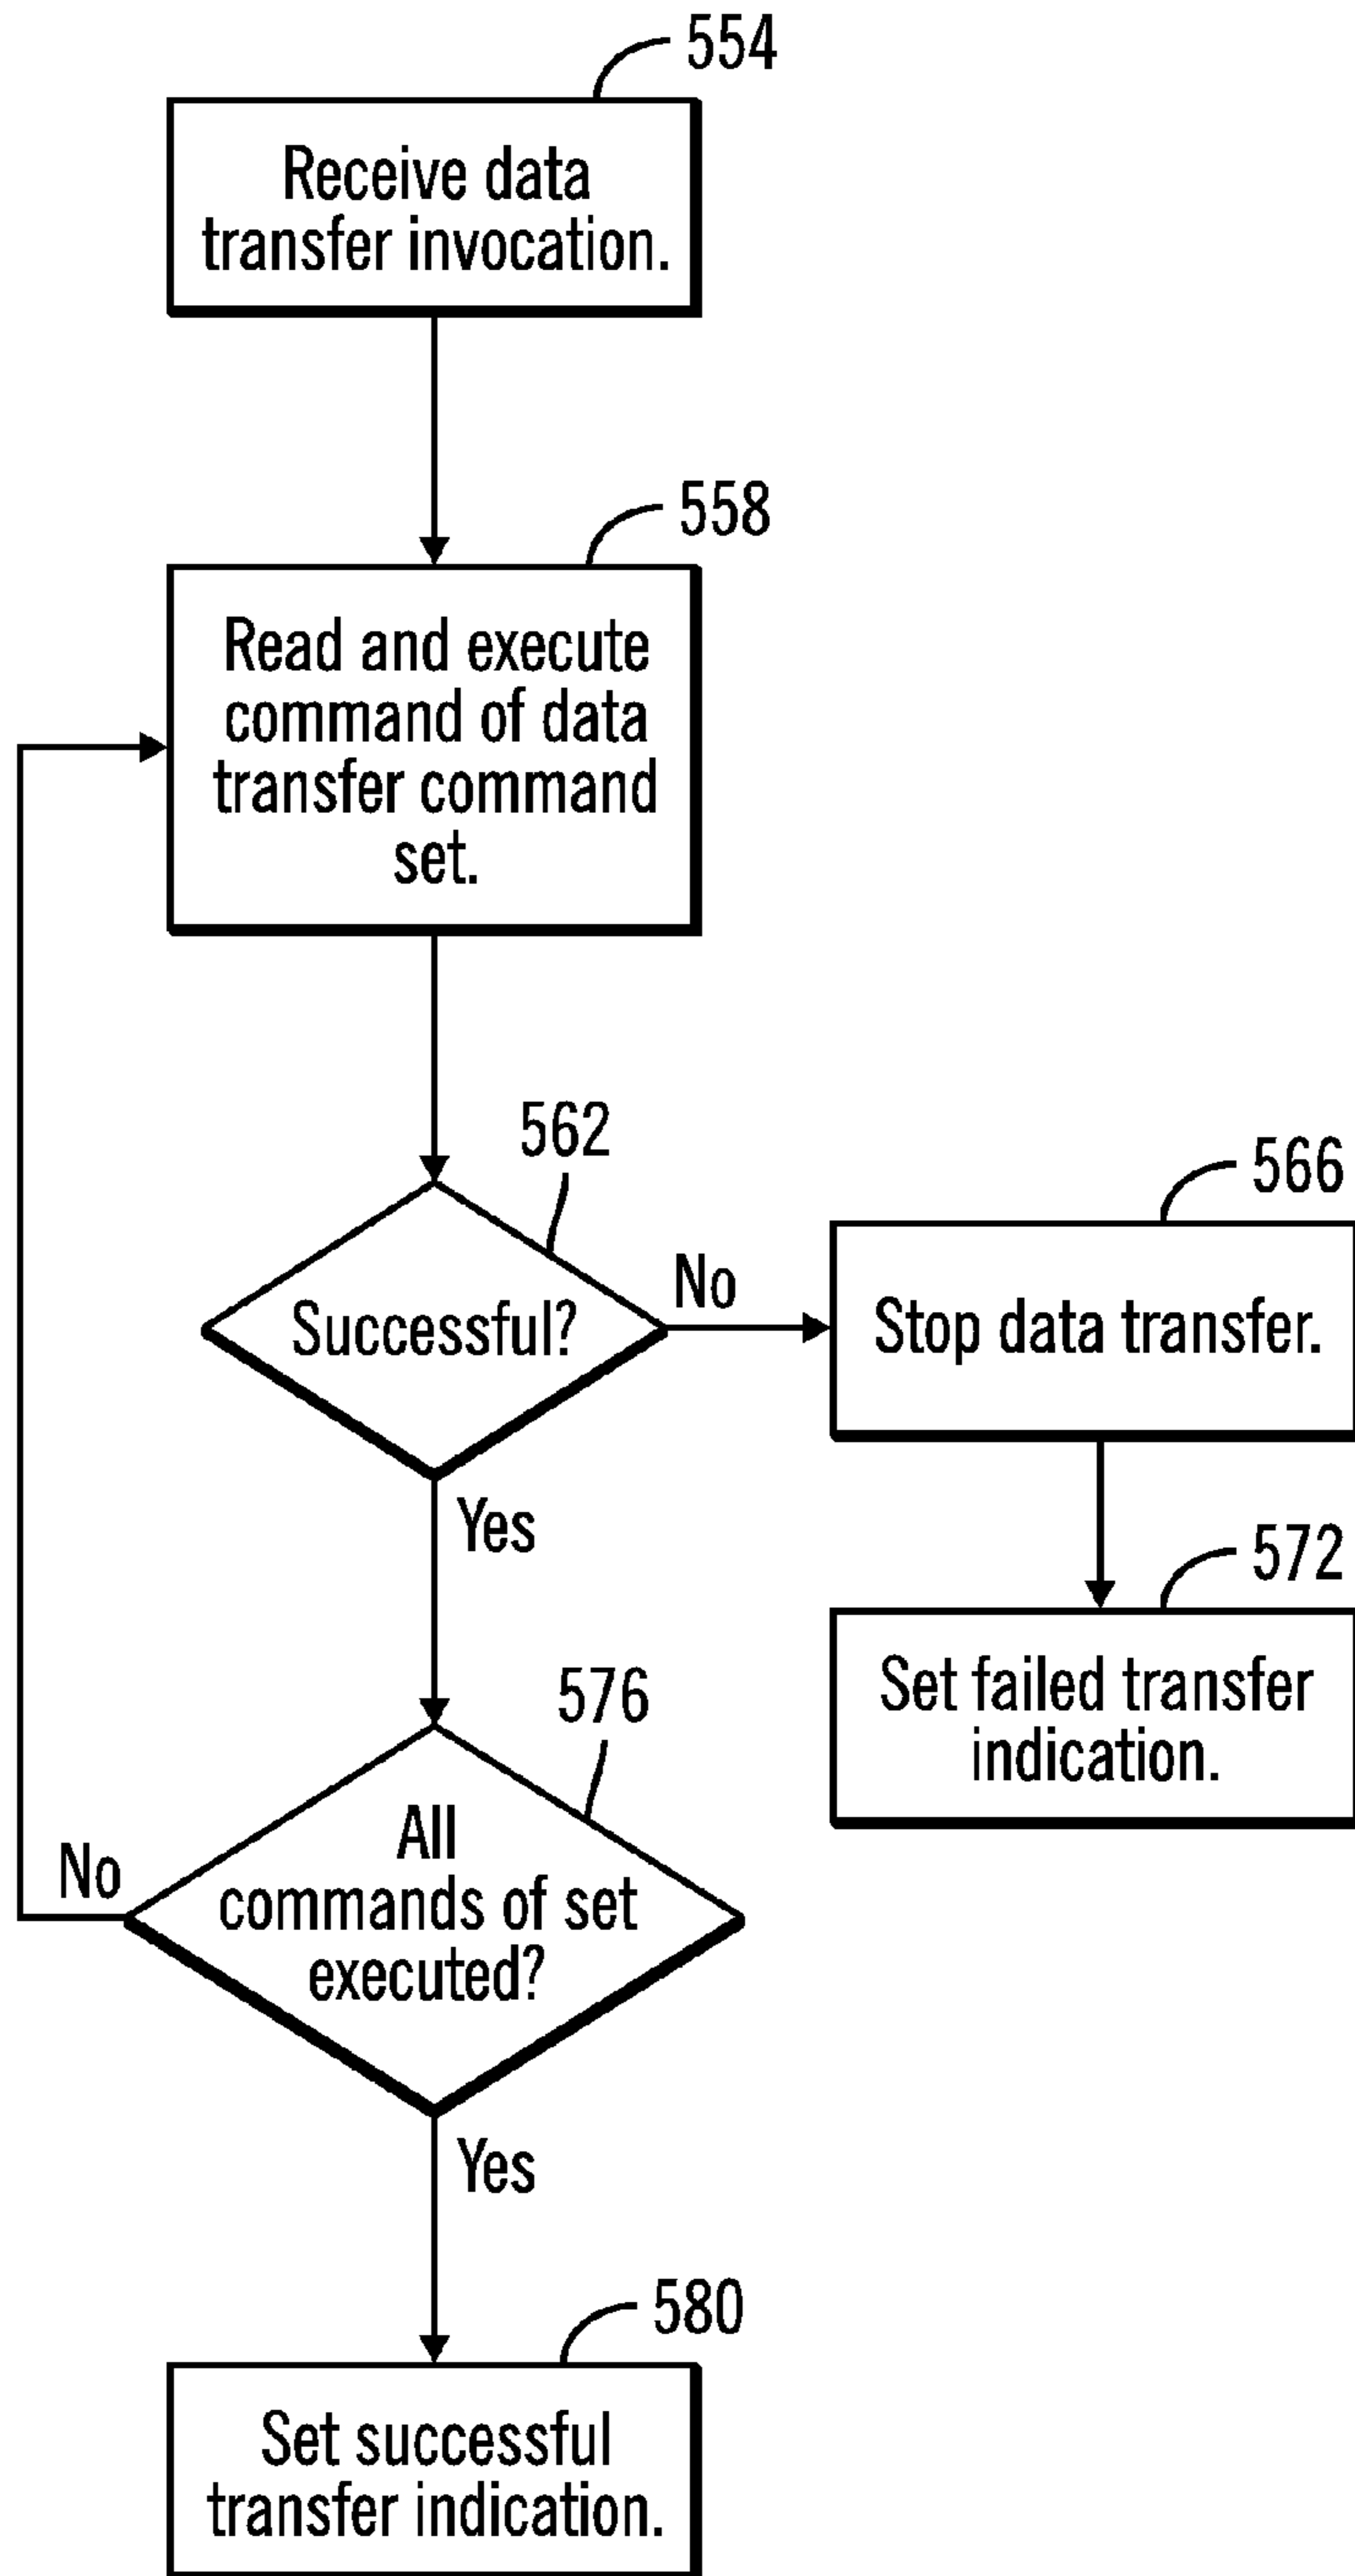 554
Receive data
transfer invocation.
558
Read and execute
command of data
transfer command
set.
562
Successful?
No
566
Stop data transfer.
Yes
572
Set failed transfer
indication.
576
All
commands of set
executed?
No
Yes
580
Set successful
transfer indication.